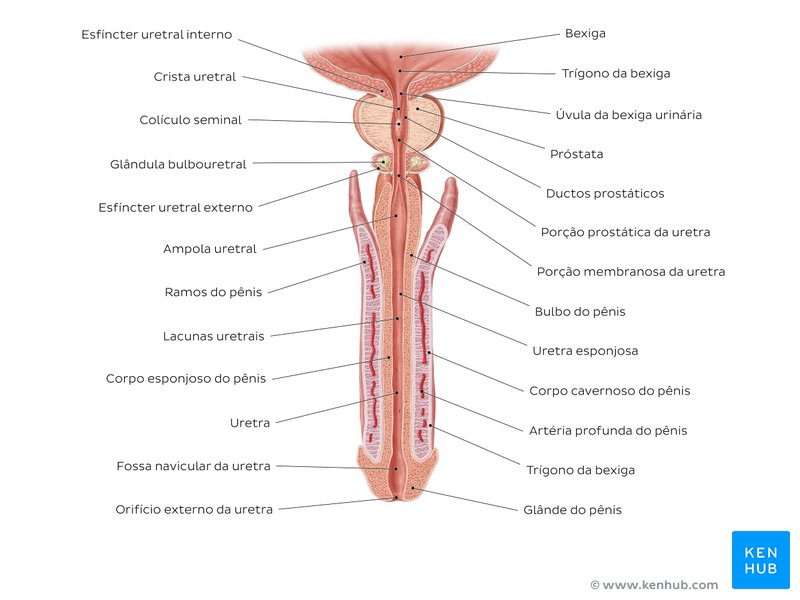 Esfíncter uretral interno
Crista uretral
Colículo seminal
Glândula bulbouretral
Esfíncter uretral externo
Ampola uretral
Ramos do pênis
Lacunas uretrais
Corpo esponjoso do pênis
Uretra
Fossa navicular da uretra
Orifício externo da uretra
Bexiga
Trígono da bexiga
Úvula da bexiga urinária
Próstata
Ductos prostáticos
Porção prostática da uretra
Porção membranosa da uretra
Bulbo do pênis
Uretra esponjosa
Corpo cavernoso do pênis
Artéria profunda do pênis
Trígono da bexiga
Glânde do pênis
KEN
HUB
© www.kenhub.com